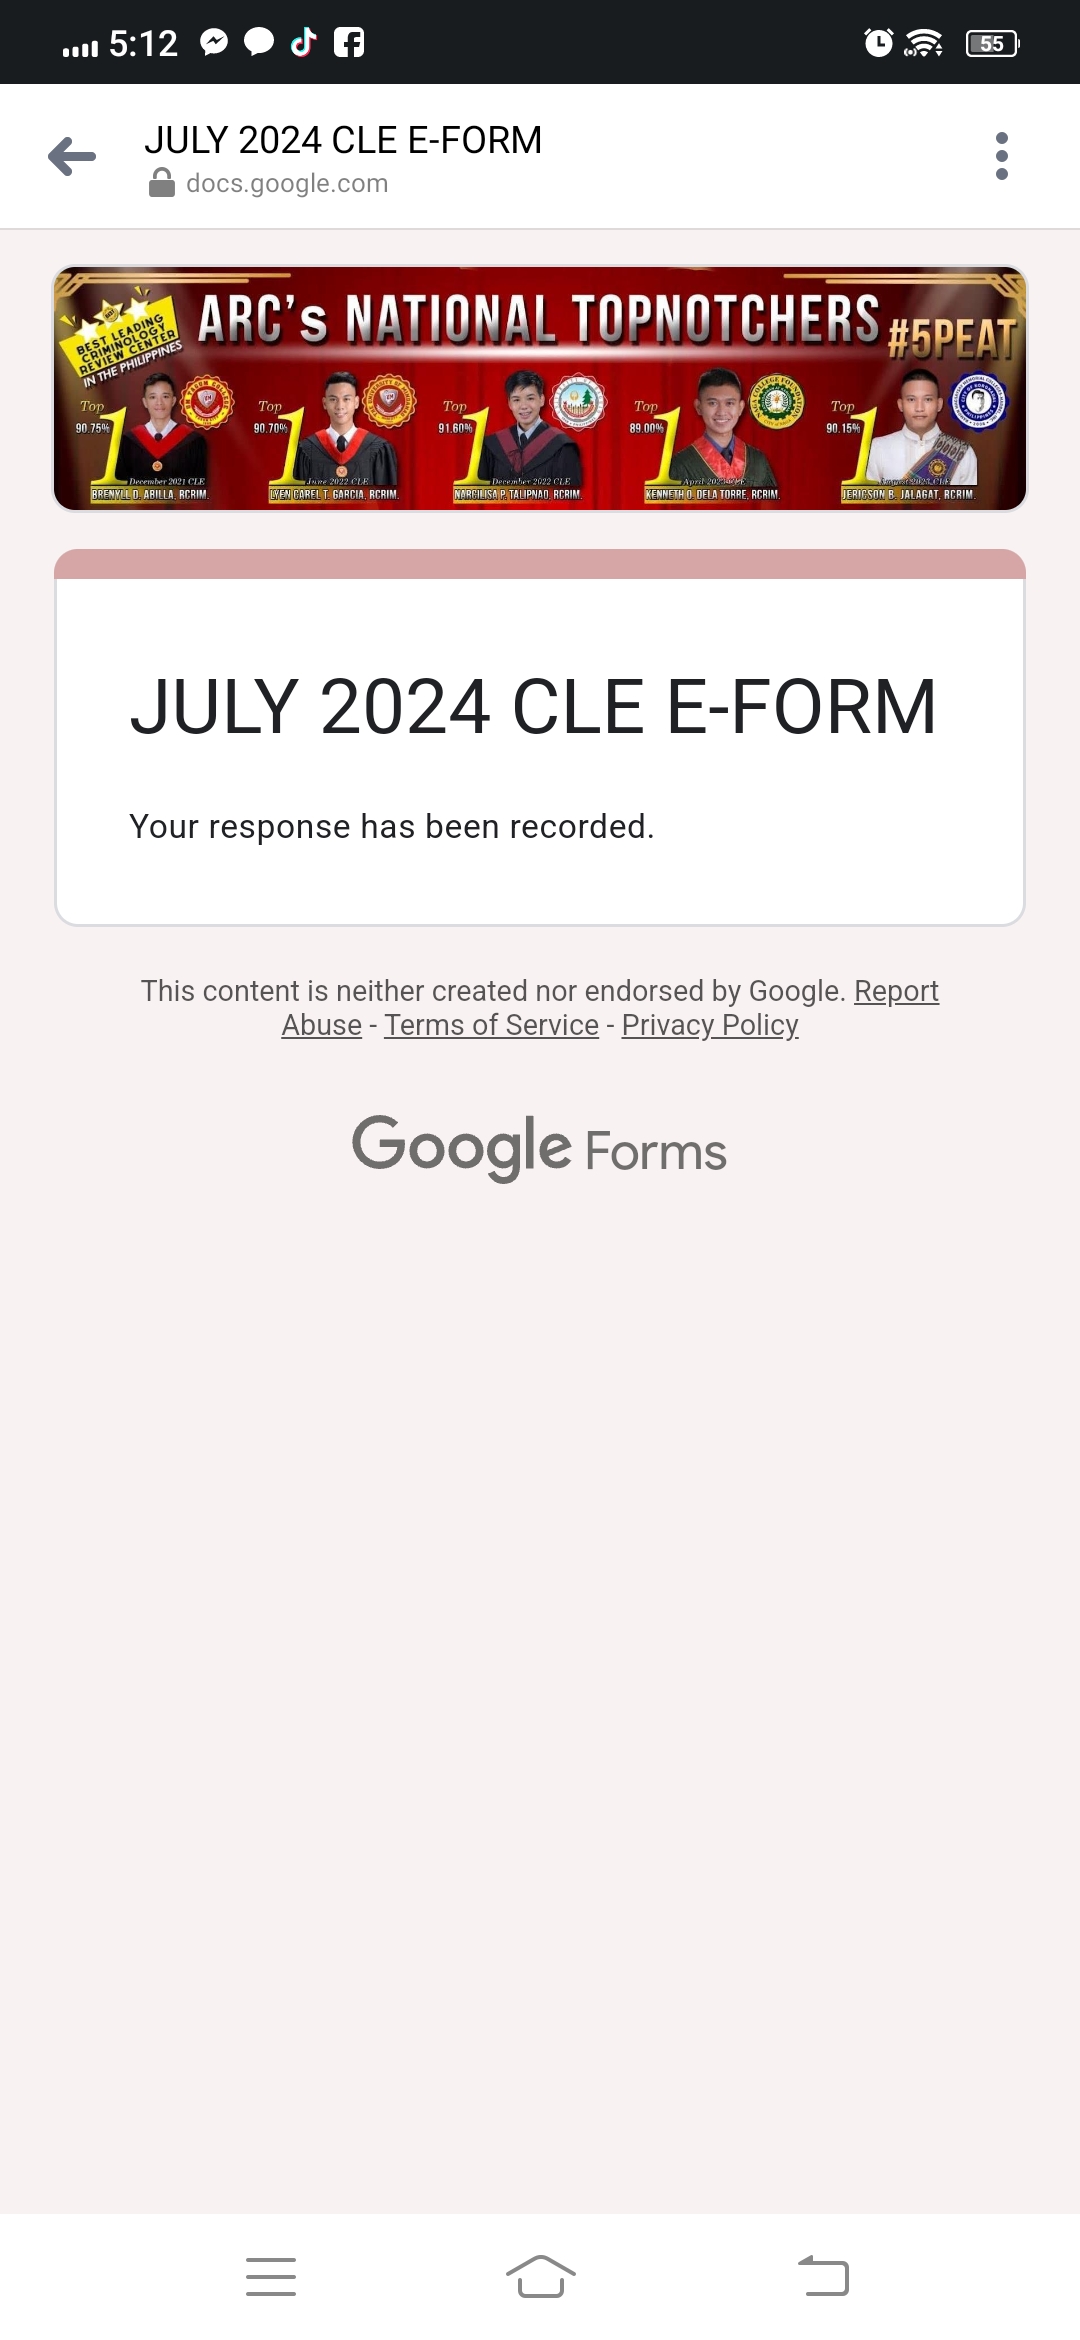 5:12
55
JULY 2024 CLE E-FORM
docs.google.com
BEST LEADING
CRIMINOLOGY
REVIEW CENTER
IN THE PHILIPPINES
ARC's NATIONAL TOPNOTCHERS
#5PEAT
Top 1
90.75%
December 2021 CLE
BRENYLL D. ABILLA, RCRIM.
Top 1
90.70%
June 2022 CLE
LYEN CAREL T. GARCIA, RCRIM.
Top 1
91.60%
December 2022 CLE
NARCILISA P. TALIPNAO, RCRIM.
Top 1
89.00%
April 2023 CLE
KENNETH O. DELA TORRE, RCRIM.
Top 1
90.15%
August 2023 CLE
JERICSON B. JALAGAT, RCRIM.
JULY 2024 CLE E-FORM
Your response has been recorded.
This content is neither created nor endorsed by Google. Report
Abuse - Terms of Service - Privacy Policy
Google Forms